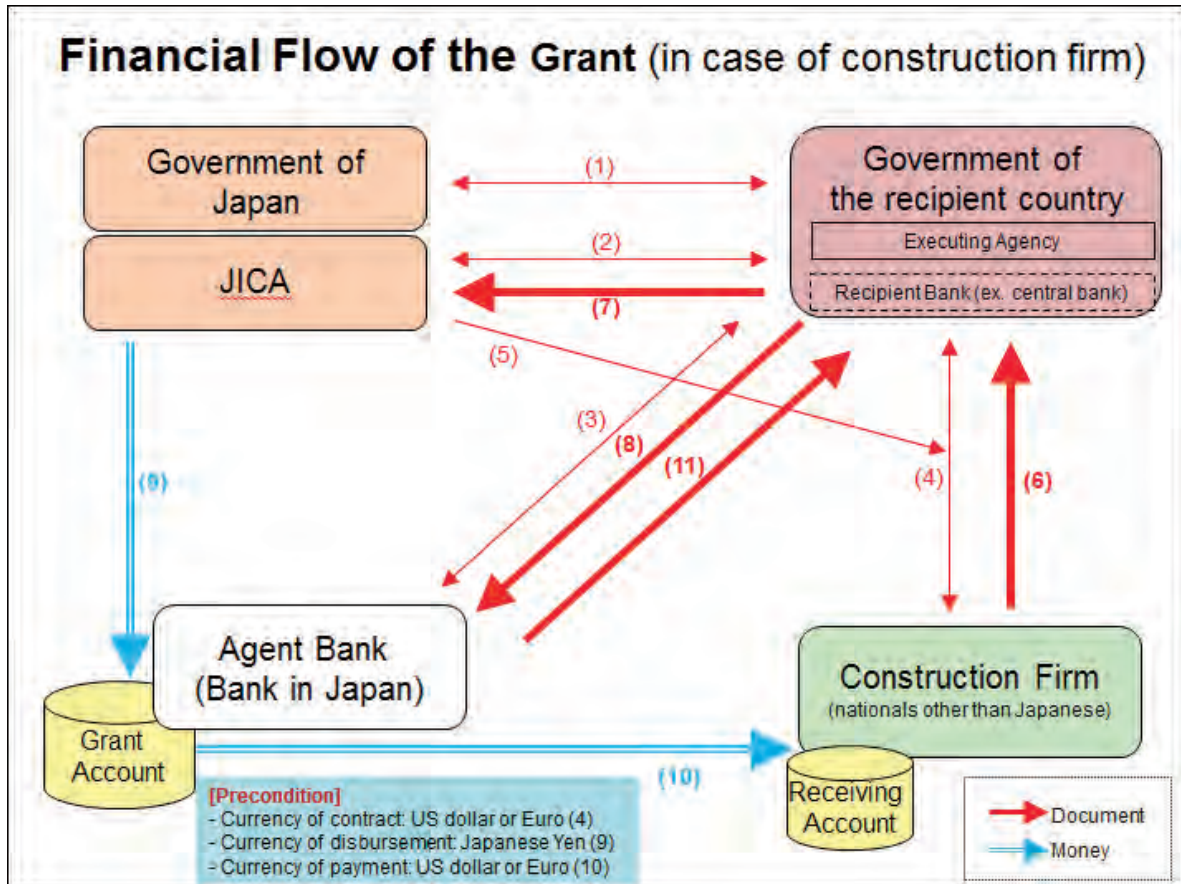 Financial Flow of the Grant (in case of construction firm)
Government of
Japan
JICA
Government of
the recipient country
Executing Agency
Recipient Bank (ex. central bank)
(1)
(2)
(7)
(5)
(3)
(8)
(11)
(4)
(6)
(9)
Agent Bank
(Bank in Japan)
Grant
Account
Construction Firm
(nationals other than Japanese)
Receiving
Account
(10)
[Precondition]
- Currency of contract: US dollar or Euro (4)
- Currency of disbursement: Japanese Yen (9)
- Currency of payment: US dollar or Euro (10)
Document
Money